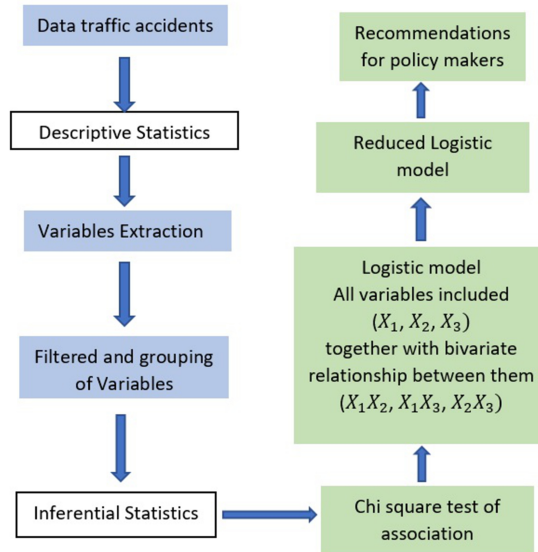 Data traffic accidents
Descriptive Statistics
Variables Extraction
Filtered and grouping
of Variables
Inferential Statistics
Chi square test of
association
Logistic model
All variables included
(X₁, X₂, X₃)
together with bivariate
relationship between them
(X₁X₂, X₁X₃, X₂X₃)
Reduced Logistic
model
Recommendations
for policy makers